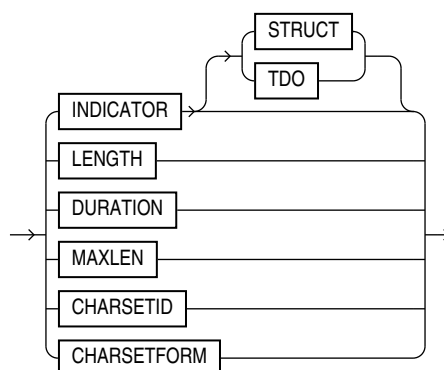 STRUCT
TDO
INDICATOR
LENGTH
DURATION
MAXLEN
CHARSETID
CHARSETFORM